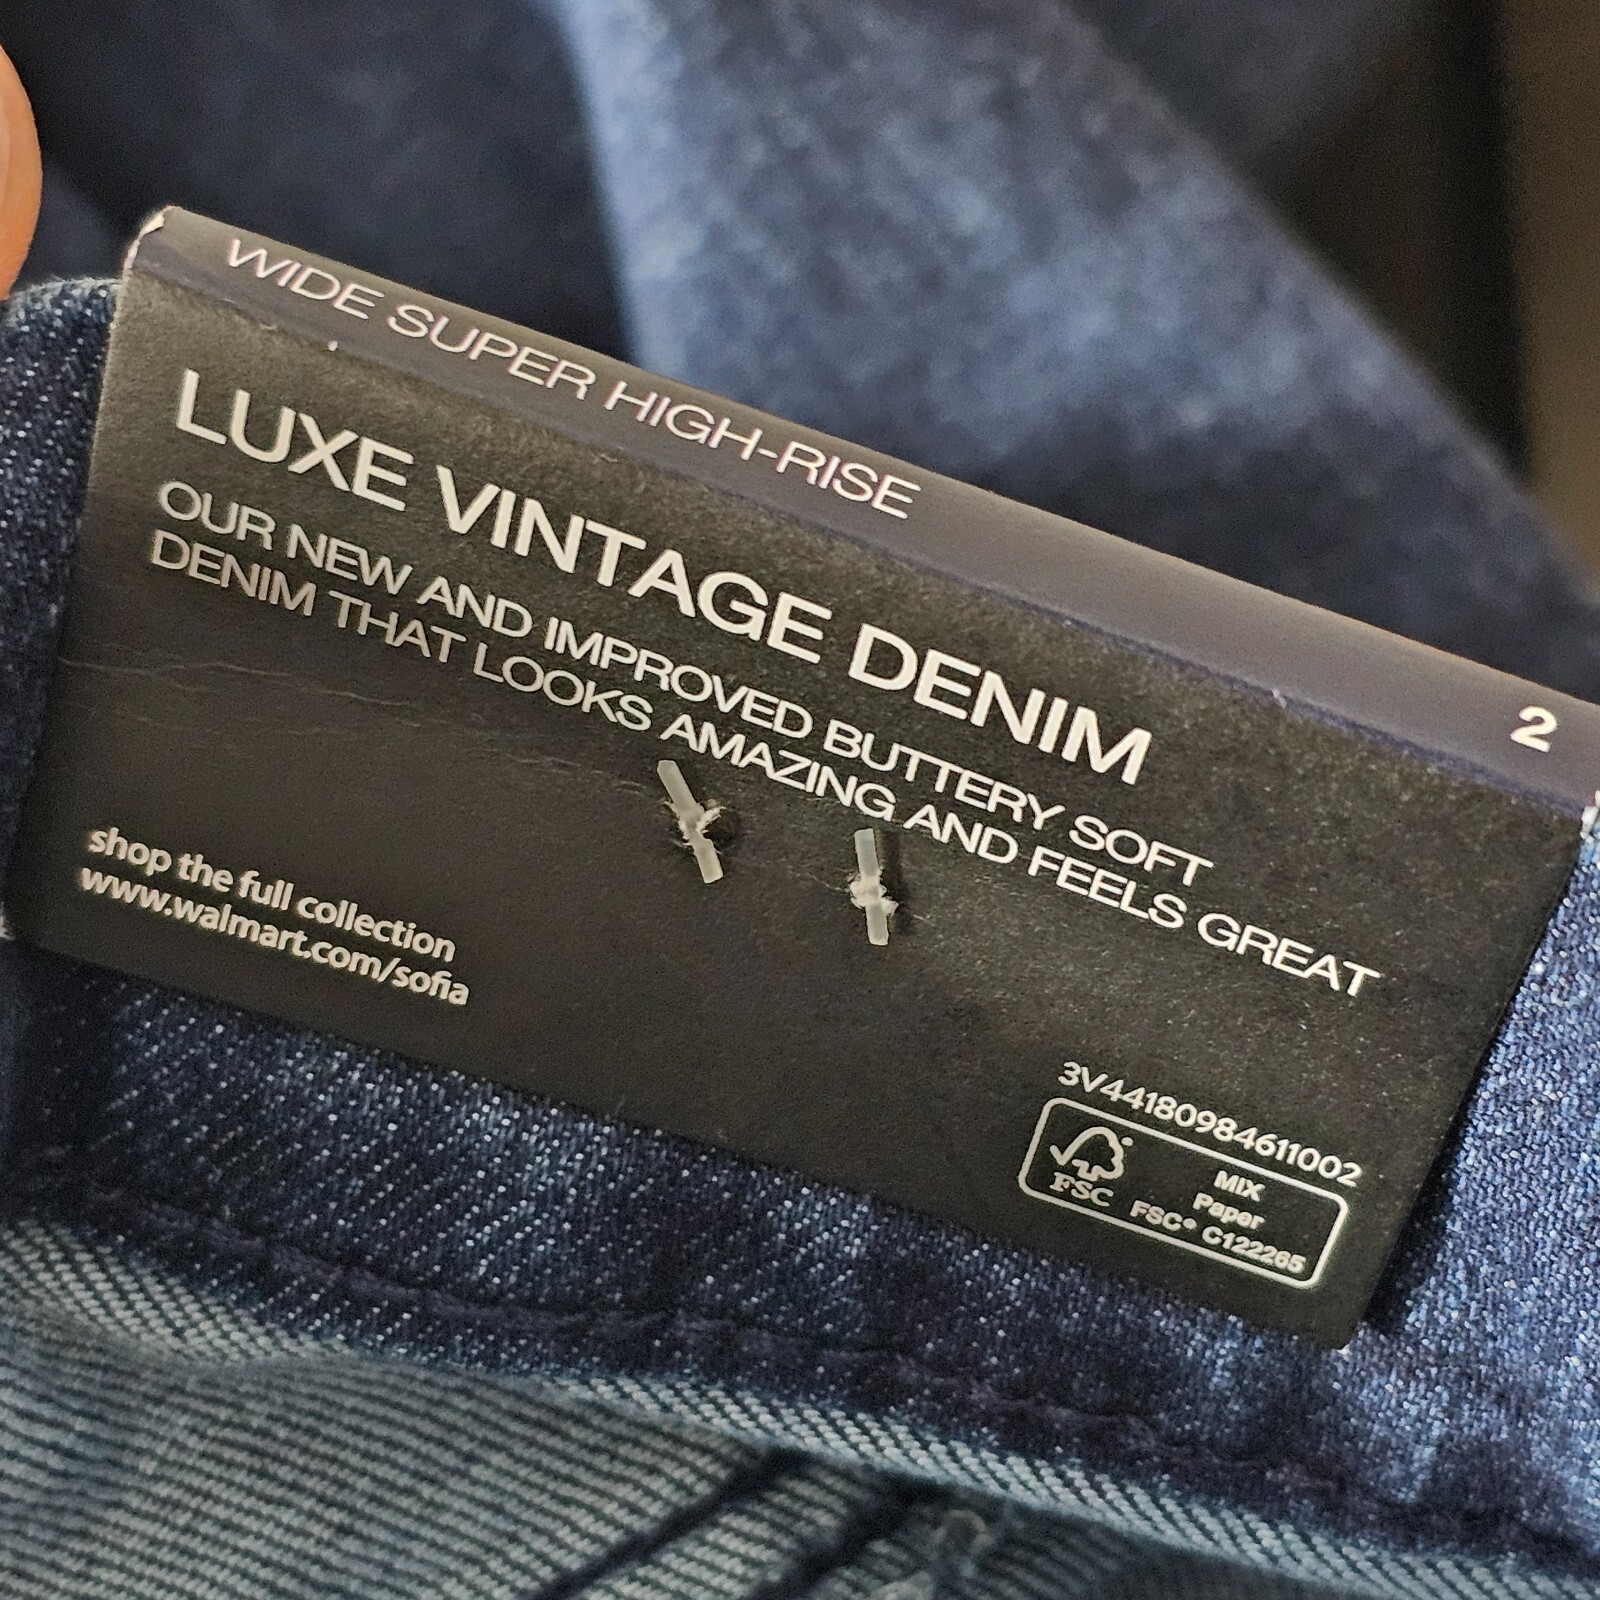 WIDE SUPER HIGH-RISE
2
LUXE VINTAGE DENIM
OUR NEW AND IMPROVED BUTTERY SOFT
DENIM THAT LOOKS AMAZING AND FEELS GREAT
shop the full collection
www.walmart.com/sofia
3V44180984611002
FSC
MIX
Paper
FSC® C122265